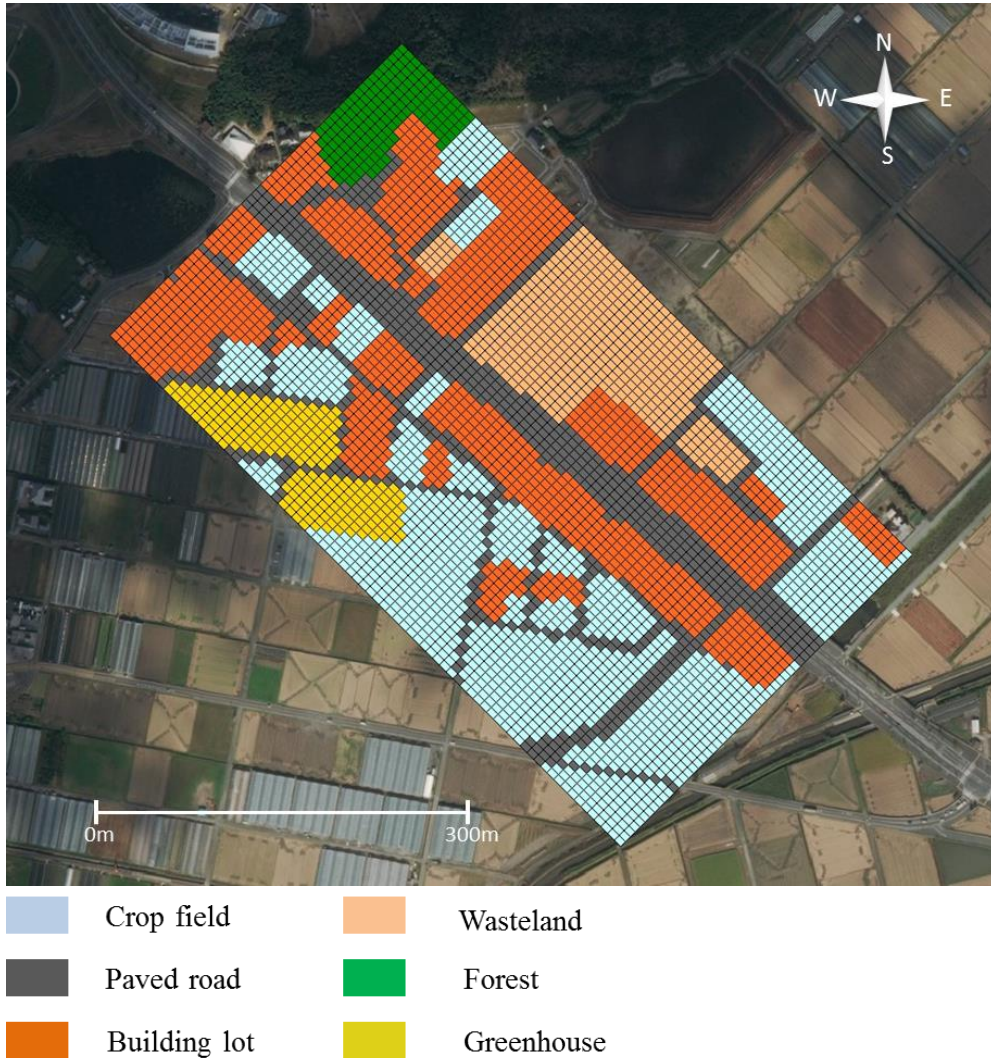 N
W E
S
0m 300m
Crop field Wasteland
Paved road Forest
Building lot Greenhouse